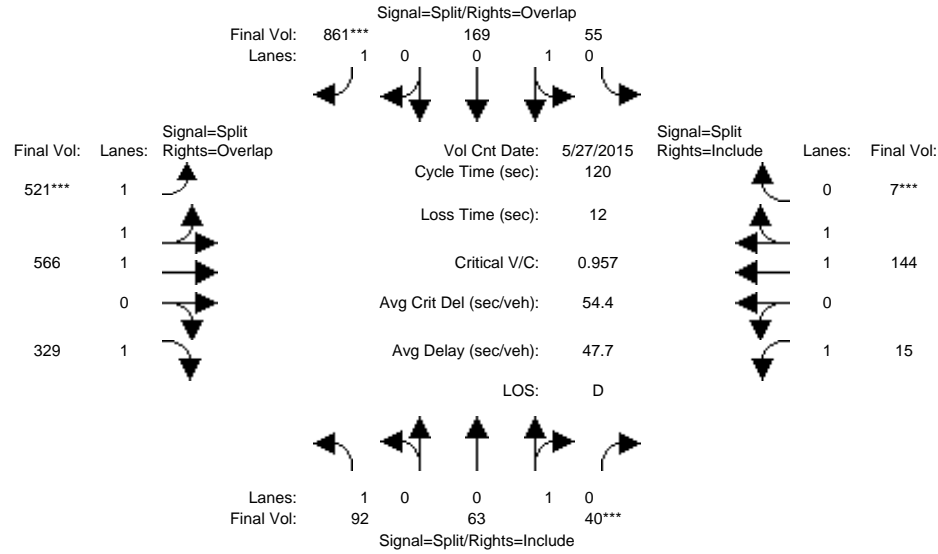 Signal=Split/Rights=Overlap
Final Vol: 861*** 169 55
Lanes: 1 0 0 1 0
Signal=Split
Final Vol: Lanes: Rights=Overlap
Vol Cnt Date: 5/27/2015
Signal=Split
Rights=Include Lanes: Final Vol:
Cycle Time (sec): 120
521*** 1
0 7***
Loss Time (sec): 12
1
1
566 1
Critical V/C: 0.957
1 144
0
Avg Crit Del (sec/veh): 54.4
0
329 1
Avg Delay (sec/veh): 47.7
1 15
LOS: D
Lanes: 1 0 0 1 0
Final Vol: 92 63 40***
Signal=Split/Rights=Include